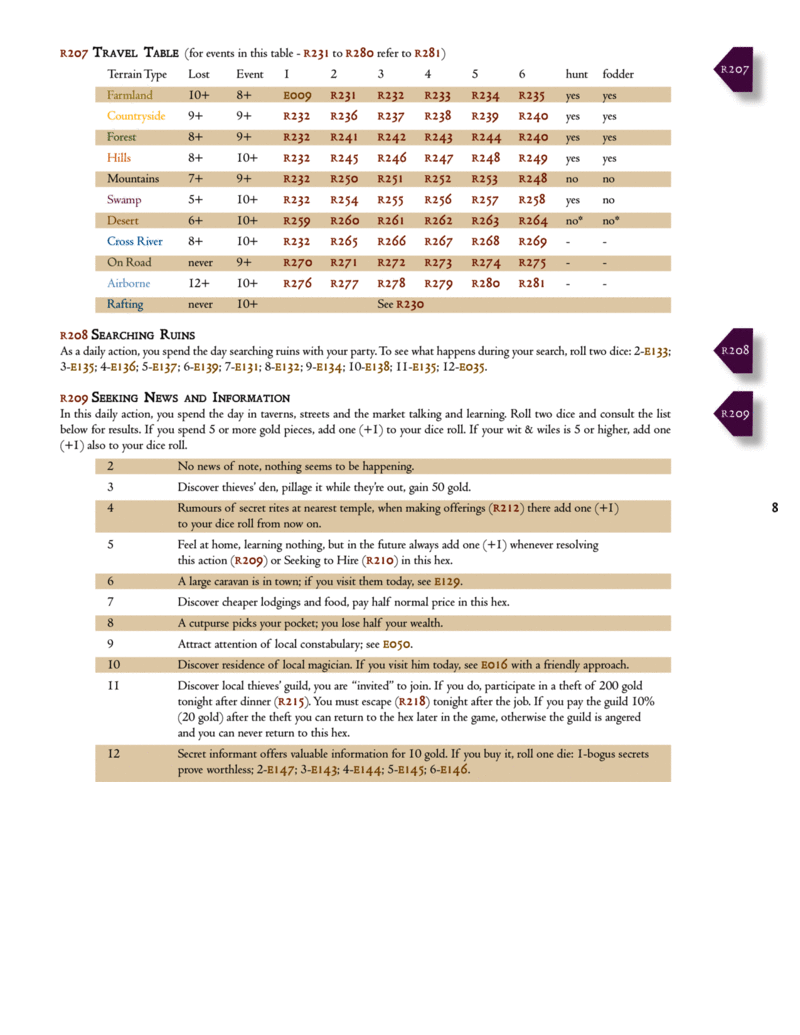 R207 Travel Table (for events in this table - R231 to R280 refer to R281)
R207
Terrain Type Lost Event 1 2 3 4 5 6 hunt fodder
Farmland 10+ 8+ E009 R231 R232 R233 R234 R235 yes yes
Countryside 9+ 9+ R232 R236 R237 R238 R239 R240 yes yes
Forest 8+ 9+ R232 R241 R242 R243 R244 R240 yes yes
Hills 8+ 10+ R232 R245 R246 R247 R248 R249 yes yes
Mountains 7+ 9+ R232 R250 R251 R252 R253 R248 no no
Swamp 5+ 10+ R232 R254 R255 R256 R257 R258 yes no
Desert 6+ 10+ R259 R260 R261 R262 R263 R264 no* no*
Cross River 8+ 10+ R232 R265 R266 R267 R268 R269 - -
On Road never 9+ R270 R271 R272 R273 R274 R275 - -
Airborne 12+ 10+ R276 R277 R278 R279 R280 R281 - -
Rafting never 10+ See R230
R208 Searching Ruins
R208
As a daily action, you spend the day searching ruins with your party. To see what happens during your search, roll two dice: 2-E133;
3-E135; 4-E136; 5-E137; 6-E139; 7-E131; 8-E132; 9-E134; 10-E138; 11-E135; 12-E035.
R209 Seeking News and Information
R209
In this daily action, you spend the day in taverns, streets and the market talking and learning. Roll two dice and consult the list
below for results. If you spend 5 or more gold pieces, add one (+1) to your dice roll. If your wit & wiles is 5 or higher, add one
(+1) also to your dice roll.
2 No news of note, nothing seems to be happening.
3 Discover thieves' den, pillage it while they're out, gain 50 gold.
4 Rumours of secret rites at nearest temple, when making offerings (R212) there add one (+1)
to your dice roll from now on.
8
5 Feel at home, learning nothing, but in the future always add one (+1) whenever resolving
this action (R209) or Seeking to Hire (R210) in this hex.
6 A large caravan is in town; if you visit them today, see E129.
7 Discover cheaper lodgings and food, pay half normal price in this hex.
8 A cutpurse picks your pocket; you lose half your wealth.
9 Attract attention of local constabulary; see E050.
10 Discover residence of local magician. If you visit him today, see E016 with a friendly approach.
11 Discover local thieves' guild, you are "invited" to join. If you do, participate in a theft of 200 gold
tonight after dinner (R215). You must escape (R218) tonight after the job. If you pay the guild 10%
(20 gold) after the theft you can return to the hex later in the game, otherwise the guild is angered
and you can never return to this hex.
12 Secret informant offers valuable information for 10 gold. If you buy it, roll one die: 1-bogus secrets
prove worthless; 2-E147; 3-E143; 4-E144; 5-E145; 6-E146.